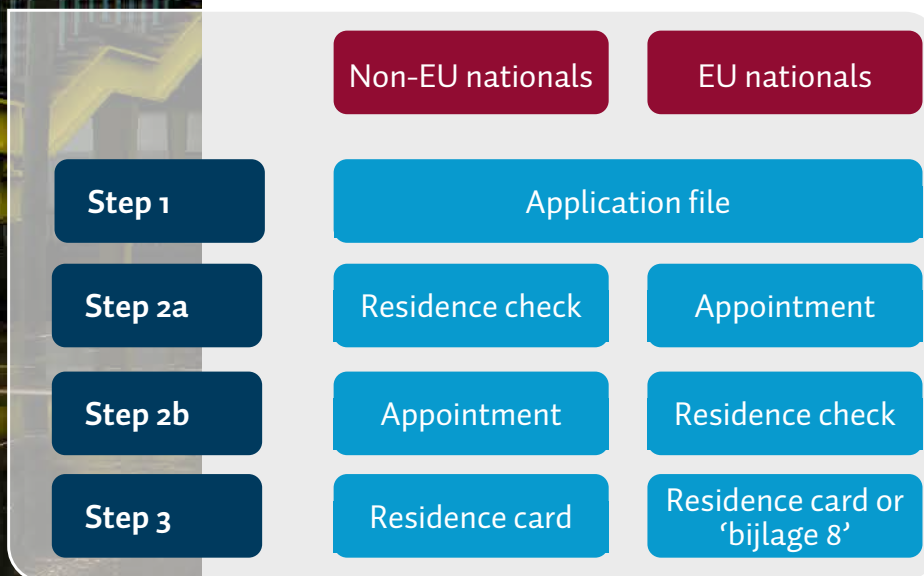 Non-EU nationals
EU nationals
Step 1
Application file
Step 2a
Residence check
Appointment
Step 2b
Appointment
Residence check
Step 3
Residence card
Residence card or
‘bijlage 8’